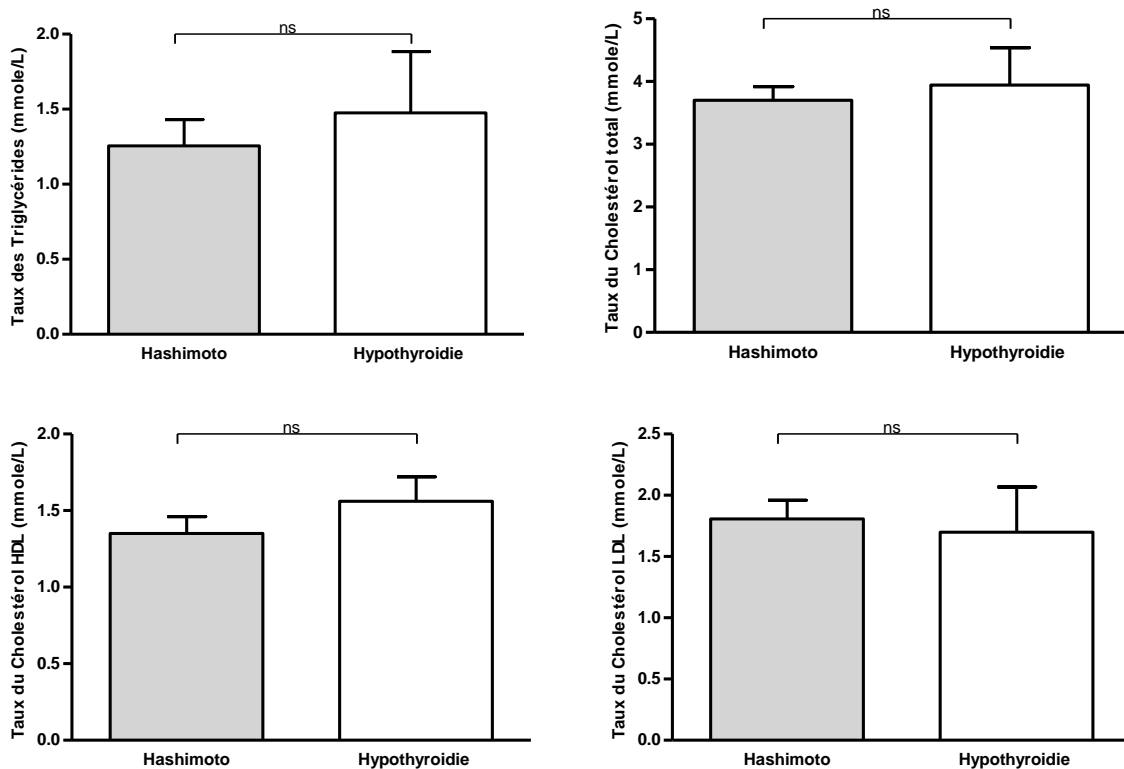 ns
Taux des Triglycérides (mmole/L)
2.0
1.5
1.0
0.5
0.0
Hashimoto
Hypothyroidie
ns
Taux du Cholestérol total (mmole/L)
5
4
3
2
1
0
Hashimoto
Hypothyroidie
ns
Taux du Cholestérol HDL (mmole/L)
2.0
1.5
1.0
0.5
0.0
Hashimoto
Hypothyroidie
ns
Taux du Cholestérol LDL (mmole/L)
2.5
2.0
1.5
1.0
0.5
0.0
Hashimoto
Hypothyroidie